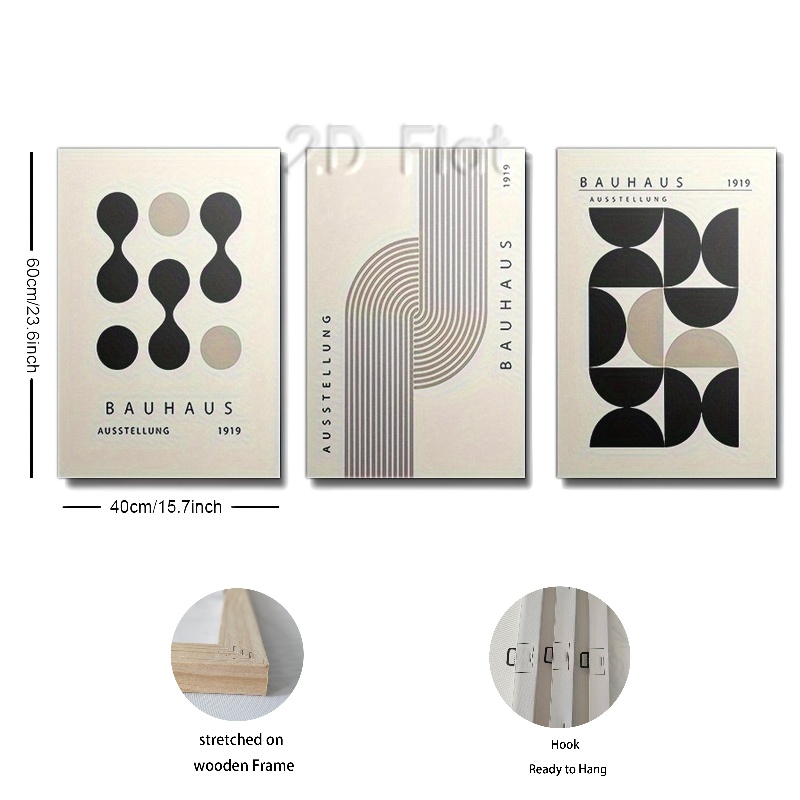 2.D Flat
BAUHAUS
AUSSTELLUNG 1919
AUSSTELLUNG
BAUHAUS
1919
BAUHAUS 1919
AUSSTELLUNG
60cm/23.6inch
40cm/15.7inch
stretched on
wooden Frame
Hook
Ready to Hang